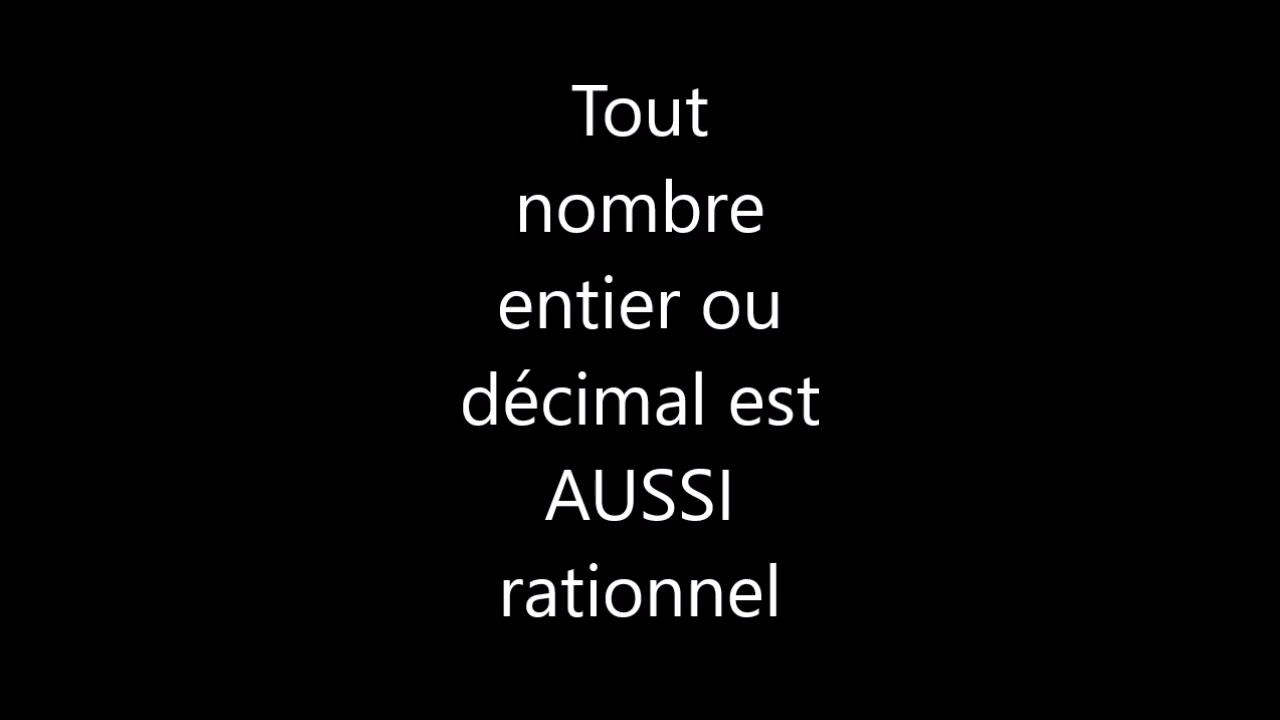 Tout
nombre
entier ou
décimal est
AUSSI
rationnel